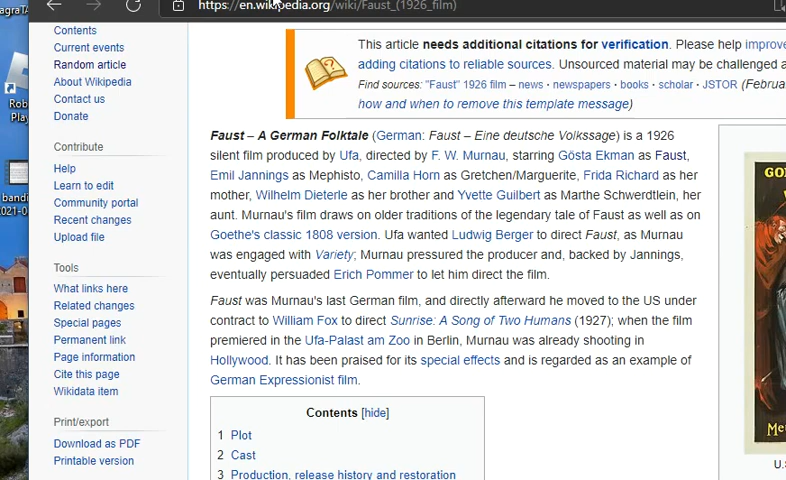 agraTA
https://en.wikipedia.org/wiki/Faust_(1926_film)
Rob
Play
bandi
2021-0
Contents
Current events
Random article
About Wikipedia
Contact us
Donate
Contribute
Help
Learn to edit
Community portal
Recent changes
Upload file
Tools
What links here
Related changes
Special pages
Permanent link
Page information
Cite this page
Wikidata item
Print/export
Download as PDF
Printable version
This article needs additional citations for verification. Please help improve
adding citations to reliable sources. Unsourced material may be challenged a
Find sources: "Faust" 1926 film – news · newspapers · books · scholar · JSTOR (Februa
how and when to remove this template message)
Faust – A German Folktale (German: Faust – Eine deutsche Volkssage) is a 1926
silent film produced by Ufa, directed by F. W. Murnau, starring Gösta Ekman as Faust,
Emil Jannings as Mephisto, Camilla Horn as Gretchen/Marguerite, Frida Richard as her
mother, Wilhelm Dieterle as her brother and Yvette Guilbert as Marthe Schwerdtlein, her
aunt. Murnau's film draws on older traditions of the legendary tale of Faust as well as on
Goethe's classic 1808 version. Ufa wanted Ludwig Berger to direct Faust, as Murnau
was engaged with Variety; Murnau pressured the producer and, backed by Jannings,
eventually persuaded Erich Pommer to let him direct the film.
Faust was Murnau's last German film, and directly afterward he moved to the US under
contract to William Fox to direct Sunrise: A Song of Two Humans (1927); when the film
premiered in the Ufa-Palast am Zoo in Berlin, Murnau was already shooting in
Hollywood. It has been praised for its special effects and is regarded as an example of
German Expressionist film.
Contents [hide]
1 Plot
2 Cast
3 Production, release history and restoration
GO
Me
U.S